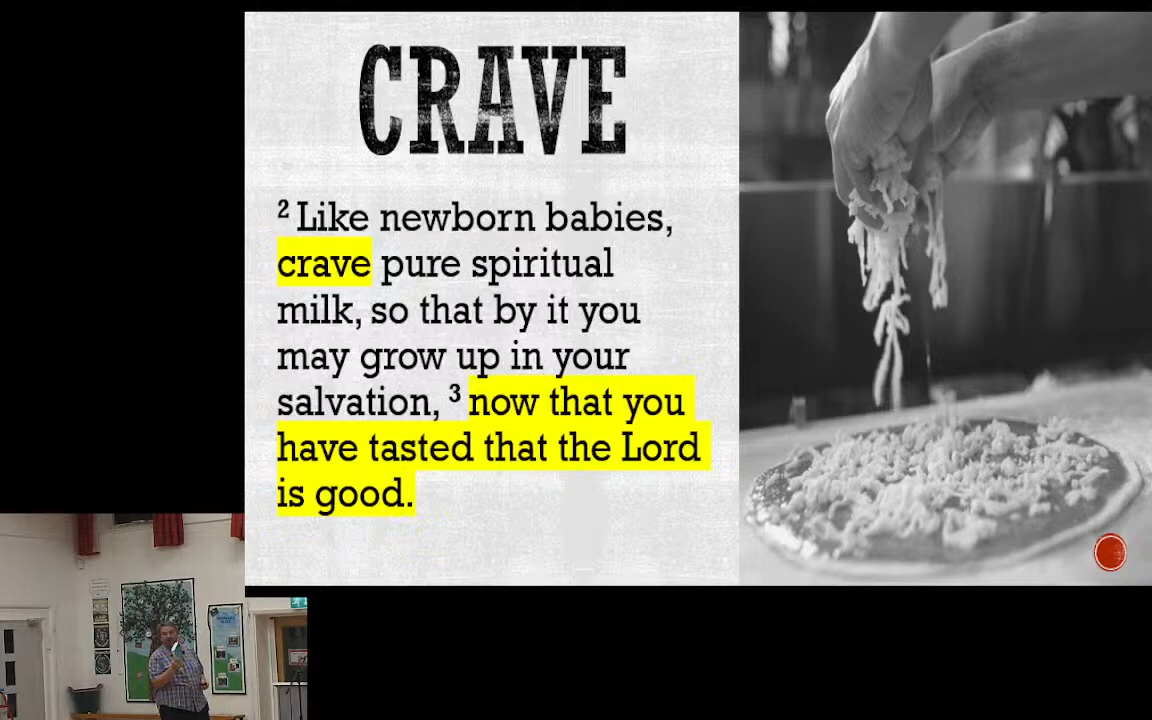 CRAVE
² Like newborn babies,
crave pure spiritual
milk, so that by it you
may grow up in your
salvation, ³ now that you
have tasted that the Lord
is good.